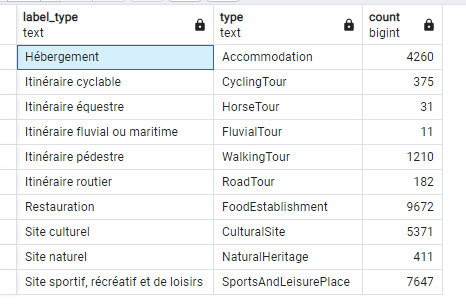 label_type type count
text text bigint
Hébergement Accommodation 4260
Itinéraire cyclable CyclingTour 375
Itinéraire équestre HorseTour 31
Itinéraire fluvial ou maritime FluvialTour 11
Itinéraire pédestre WalkingTour 1210
Itinéraire routier RoadTour 182
Restauration FoodEstablishment 9672
Site culturel CulturalSite 5371
Site naturel NaturalHeritage 411
Site sportif, récréatif et de loisirs SportsAndLeisurePlace 7647